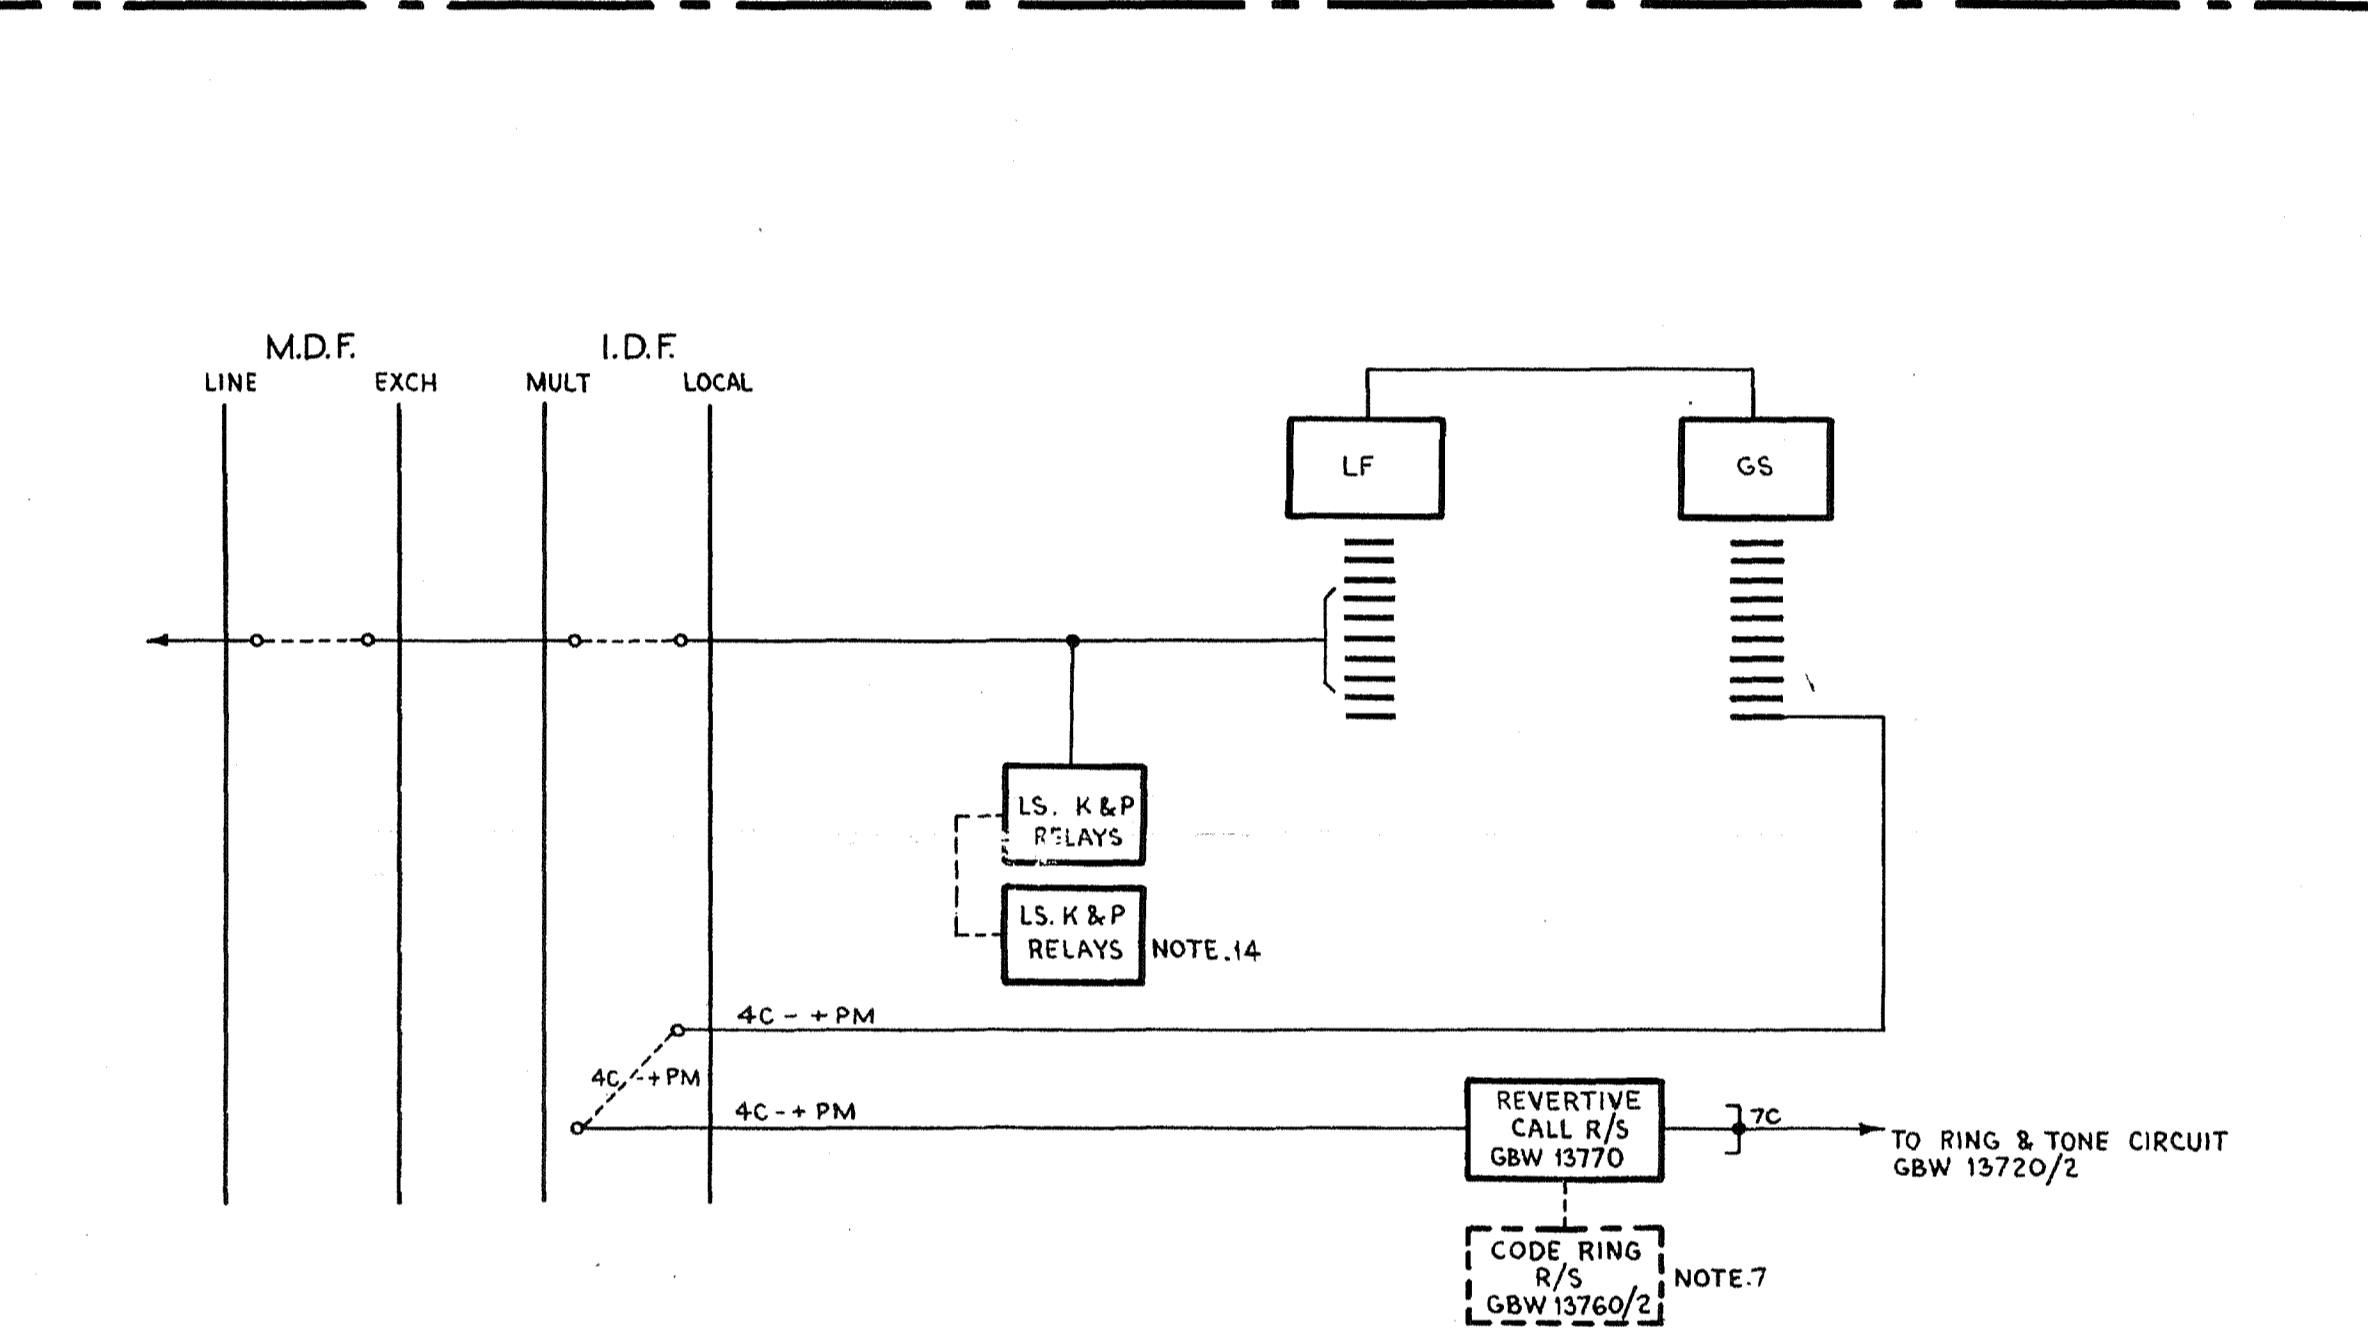 M.D.F.
I.D.F.
LINE
EXCH
MULT
LOCAL
LF
GS
LS. K & P
RELAYS
LS. K & P
RELAYS
NOTE.14
4C - + PM
4C - + PM
4C - + PM
REVERTIVE
CALL R/S
GBW 13770
7C
TO RING & TONE CIRCUIT
GBW 13720/2
CODE RING
R/S
GBW 13760/2
NOTE.7